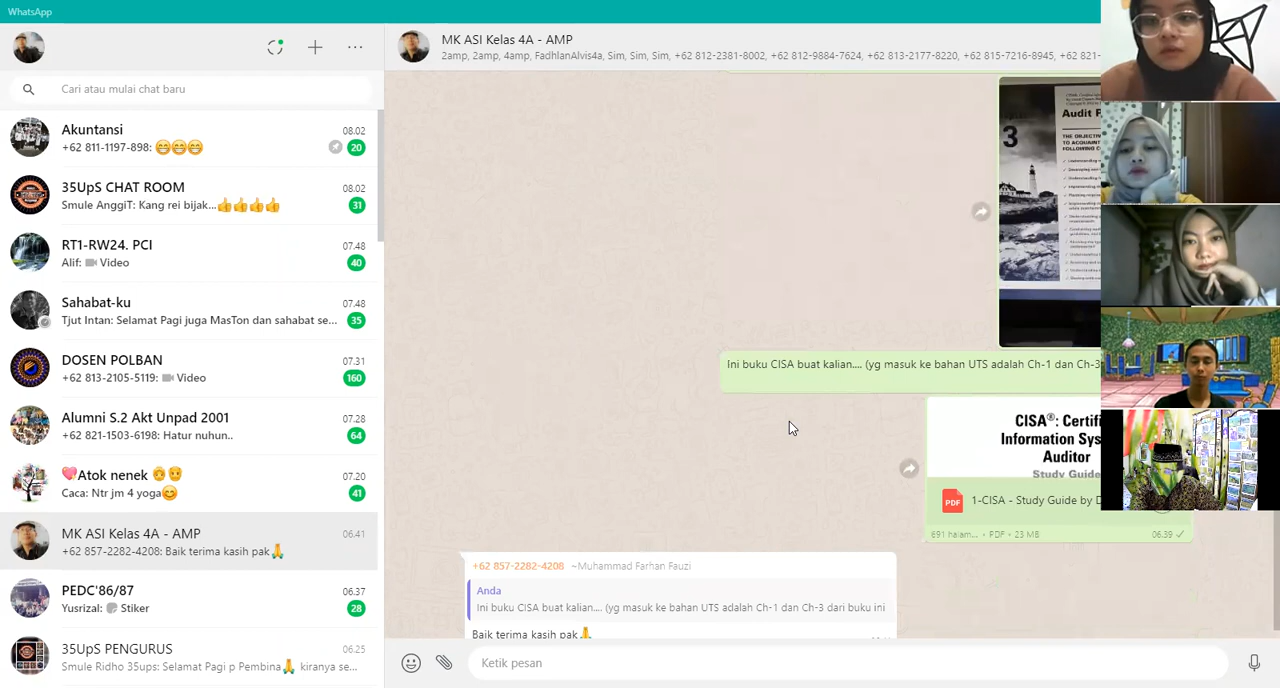 WhatsApp
Cari atau mulai chat baru
Akuntansi
08.02
+62 811-1197-898: 😁😁😁
20
35UpS CHAT ROOM
08.02
Smule AnggiT: Kang rei bijak...👍👍👍👍
31
RT1-RW24. PCI
07.48
Alif: Video
40
Sahabat-ku
07.48
Tjut Intan: Selamat Pagi juga MasTon dan sahabat se...
35
DOSEN POLBAN
07.31
+62 813-2105-5119: Video
160
Alumni S.2 Akt Unpad 2001
07.28
+62 821-1503-6198: Hatur nuhun..
64
Atok nenek
07.20
Caca: Ntr jm 4 yoga😊
41
MK ASI Kelas 4A - AMP
06.41
+62 857-2282-4208: Baik terima kasih pak🙏
PEDC'86/87
06.37
Yusrizal: Stiker
28
35UpS PENGURUS
06.25
Smule Ridho 35ups: Selamat Pagi p Pembina🙏 kiranya se...
MK ASI Kelas 4A - AMP
2amp, 2amp, 4amp, FadhlanAlvis4a, Sim, Sim, Sim, +62 812-2381-8002, +62 812-9884-7624, +62 813-2177-8220, +62 815-7216-8945, +62 821-
3
Audit
THE OBJECTIV
TO ACQUAINT
FOLLOWING C
Ini buku CISA buat kalian.... (yg masuk ke bahan UTS adalah Ch-1 dan Ch-3
CISA®: Certifi
Information Sys
Auditor
Study Guide
PDF
1-CISA - Study Guide by D
691 halam... • PDF • 23 MB
06.39
+62 857-2282-4208 ~Muhammad Farhan Fauzi
Anda
Ini buku CISA buat kalian.... (yg masuk ke bahan UTS adalah Ch-1 dan Ch-3 dari buku ini
Baik terima kasih pak🙏
Ketik pesan